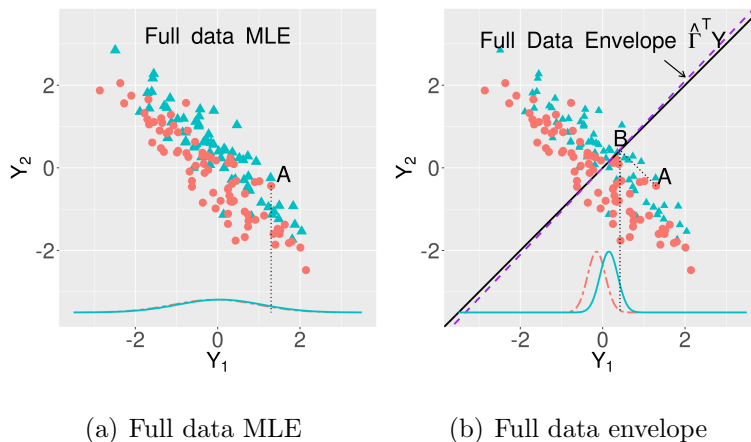 Full data MLE
A
2
0
-2
Y₂
-2 0 2
Y₁
(a) Full data MLE
Full Data Envelope Γ̂ᵀY
B
A
2
0
-2
Y₂
-2 0 2
Y₁
(b) Full data envelope